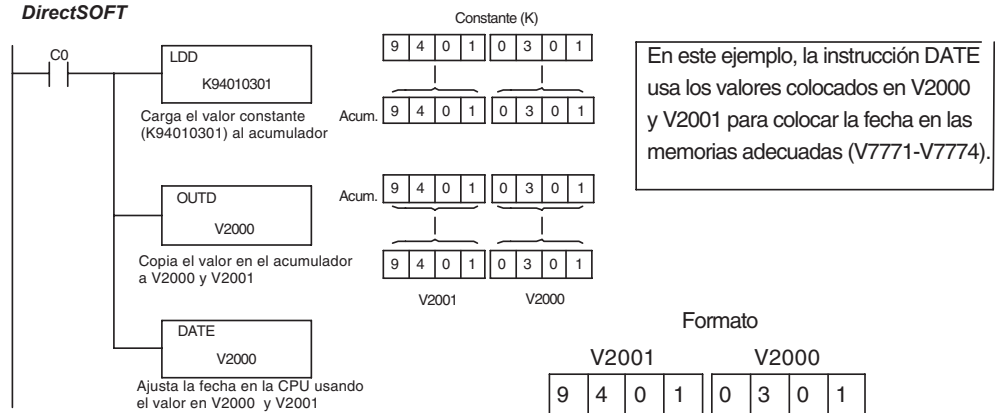 DirectSOFT
C0
LDD
K94010301
Carga el valor constante
(K94010301) al acumulador
Constante (K)
9 4 0 1 0 3 0 1
Acum. 9 4 0 1 0 3 0 1
En este ejemplo, la instrucción DATE
usa los valores colocados en V2000
y V2001 para colocar la fecha en las
memorias adecuadas (V7771-V7774).
OUTD
V2000
Copia el valor en el acumulador
a V2000 y V2001
Acum. 9 4 0 1 0 3 0 1
9 4 0 1 0 3 0 1
V2001 V2000
DATE
V2000
Ajusta la fecha en la CPU usando
el valor en V2000 y V2001
Formato
V2001 V2000
9 4 0 1 0 3 0 1